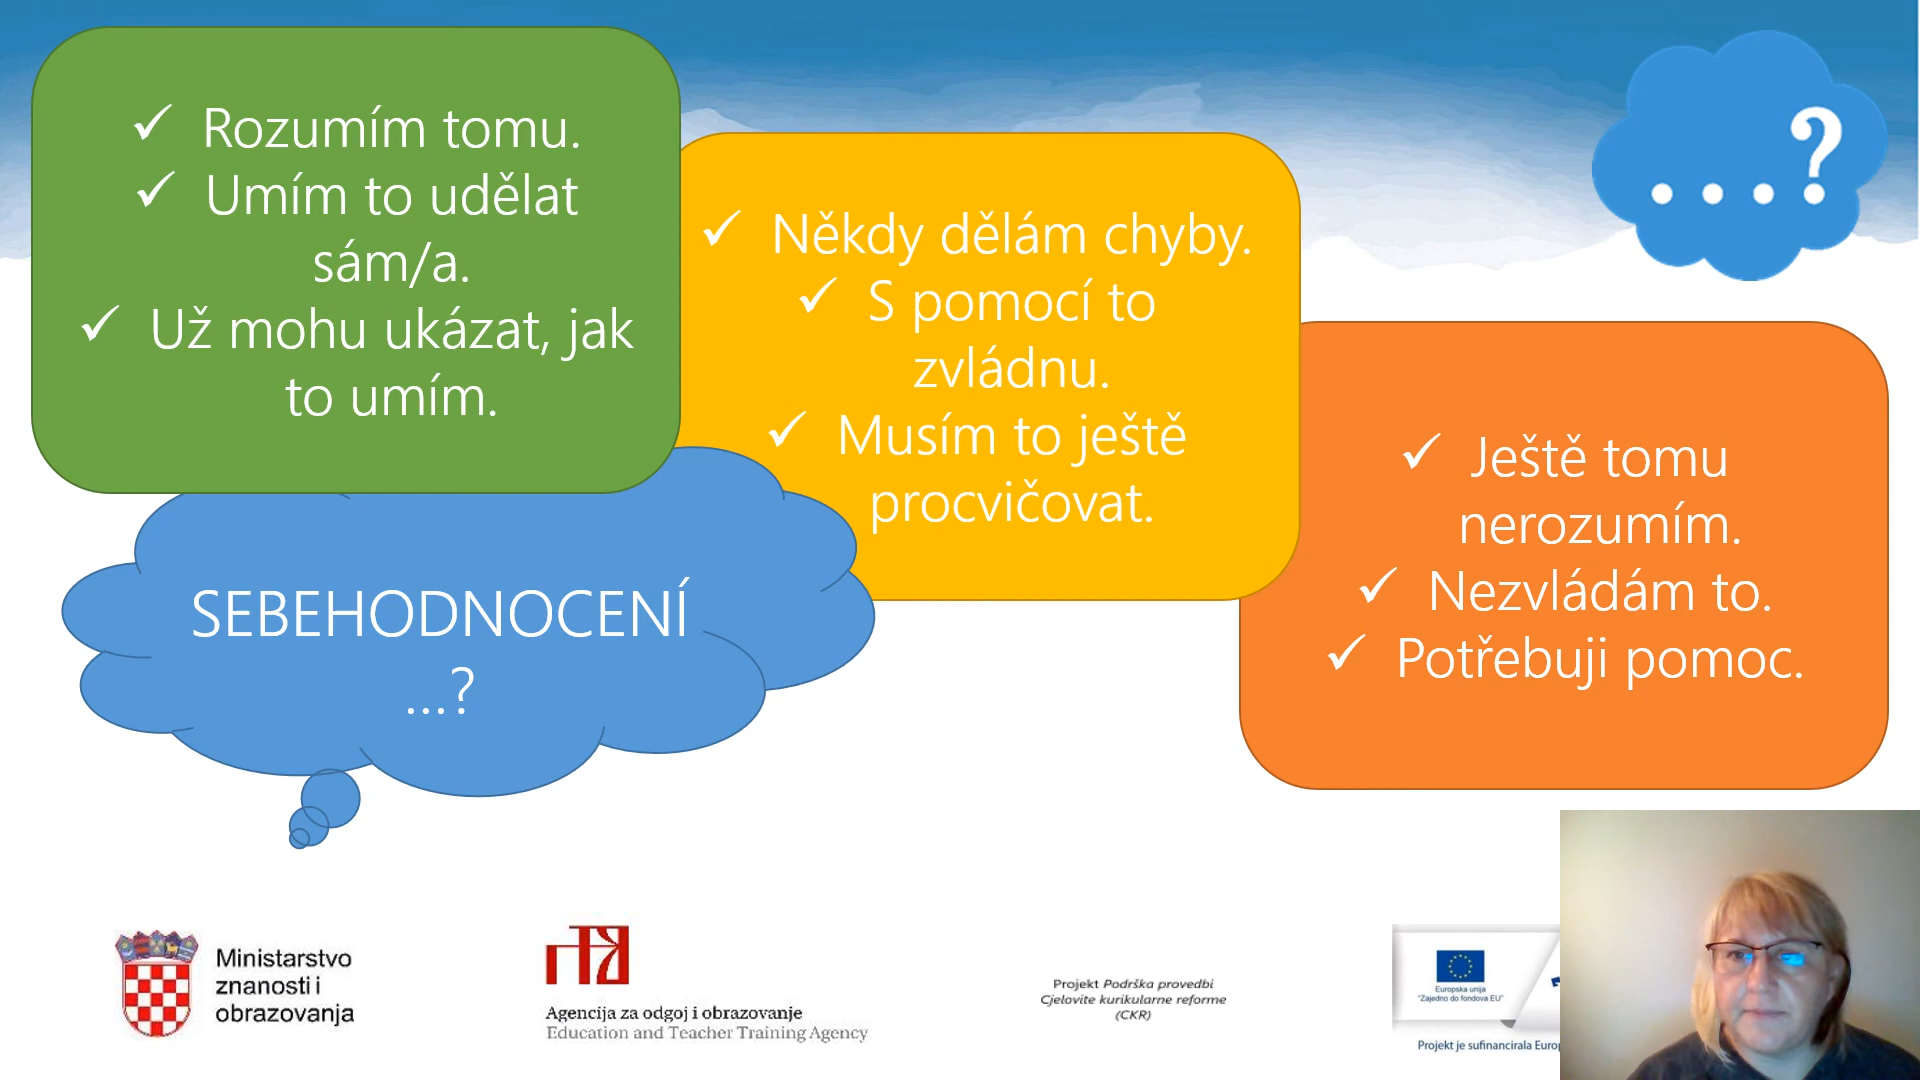 ✓ Rozumím tomu.
✓ Umím to udělat
sám/a.
✓ Už mohu ukázat, jak
to umím.
✓ Někdy dělám chyby.
✓ S pomocí to
zvládnu.
✓ Musím to ještě
procvičovat.
....?
✓ Ještě tomu
nerozumím.
✓ Nezvládám to.
✓ Potřebuji pomoc.
SEBEHODNOCENÍ
...?
Ministarstvo
znanosti i
obrazovanja
Agencija za odgoj i obrazovanje
Education and Teacher Training Agency
Projekt Podrška provedbi
Cjelovite kurikularne reforme
(CKR)
Europska unija
"Zajedno do fondova EU"
Projekt je sufinancirala